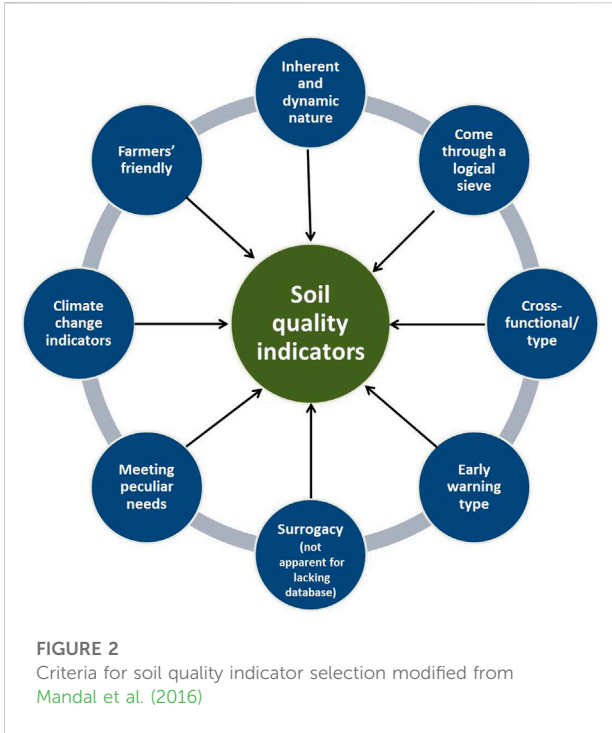 Inherent
and
dynamic
nature
Come
through a
logical
sieve
Cross-
functional/
type
Early
warning
type
Surrogacy
(not
apparent for
lacking
database)
Meeting
peculiar
needs
Climate
change
indicators
Farmers'
friendly
Soil
quality
indicators
FIGURE 2
Criteria for soil quality indicator selection modified from
Mandal et al. (2016)